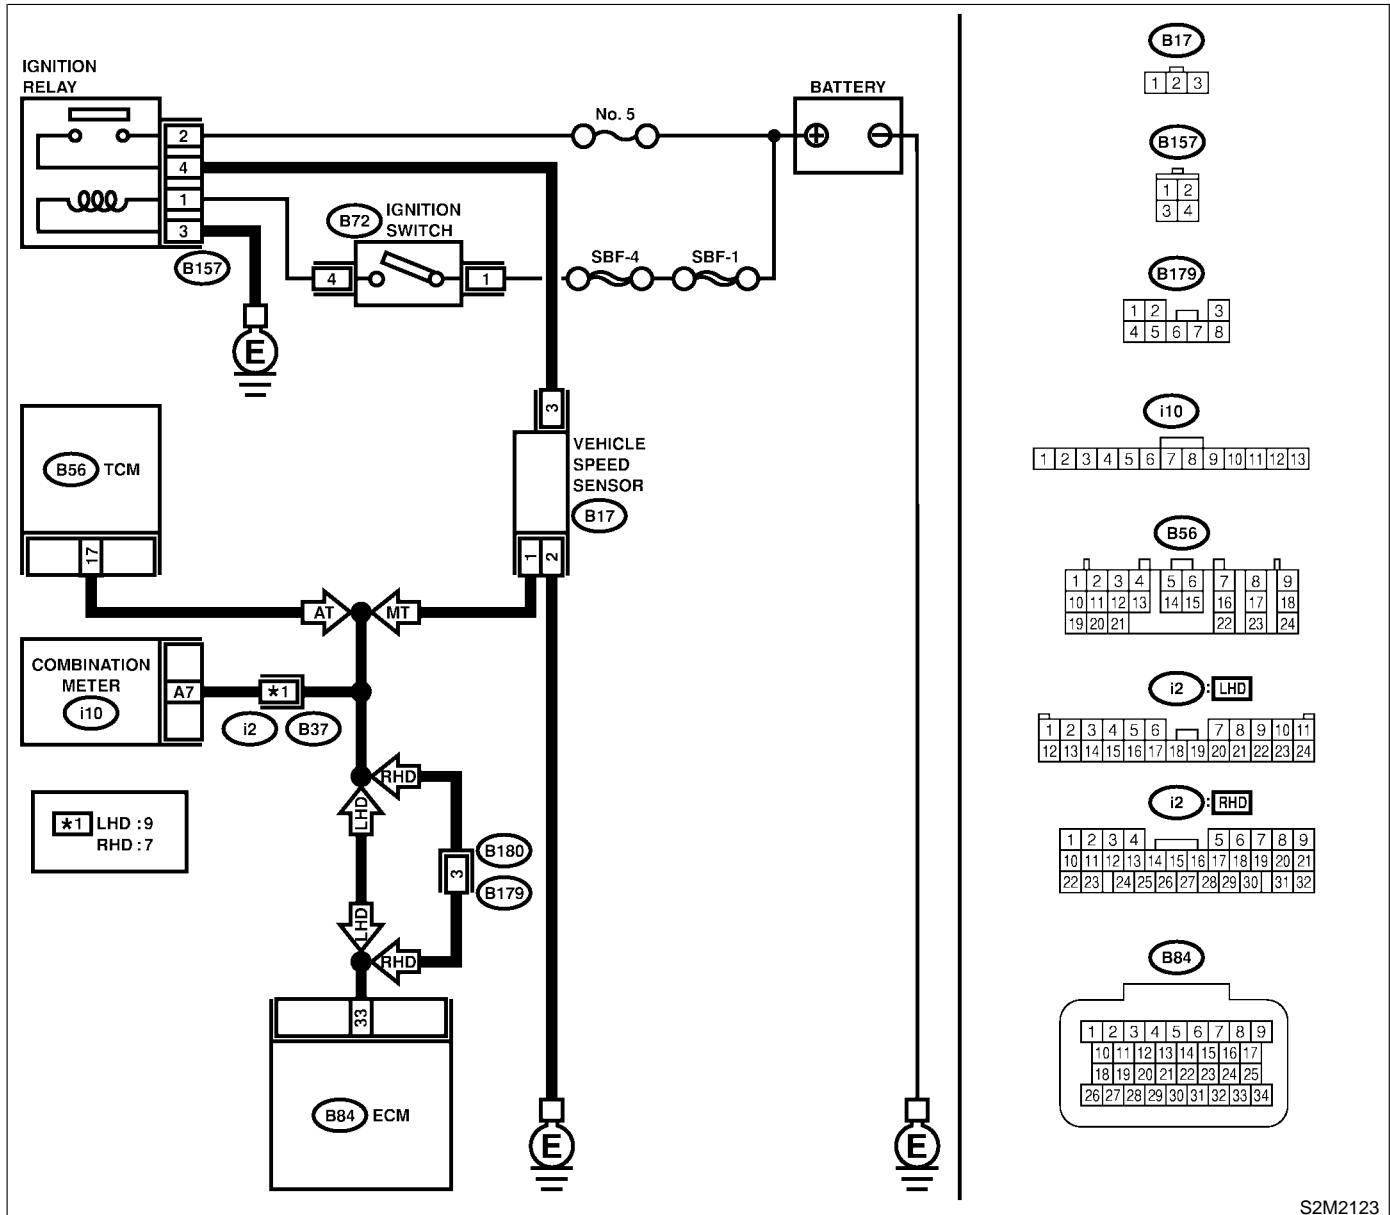 IGNITION
RELAY
2
4
1
3
B157
No. 5
BATTERY
B72
IGNITION
SWITCH
4
1
SBF-4
SBF-1
E
B56 TCM
17
3
VEHICLE
SPEED
SENSOR
B17
1 2
AT
MT
COMBINATION
METER
i10
A7
*1
i2
B37
RHD
LHD
*1 LHD : 9
RHD : 7
3
B180
B179
LHD
RHD
33
B84 ECM
E
E
B17
1 2 3
B157
1 2
3 4
B179
1 2 3
4 5 6 7 8
i10
1 2 3 4 5 6 7 8 9 10 11 12 13
B56
1 2 3 4 5 6 7 8 9
10 11 12 13 14 15 16 17 18
19 20 21 22 23 24
i2 : LHD
1 2 3 4 5 6 7 8 9 10 11
12 13 14 15 16 17 18 19 20 21 22 23 24
i2 : RHD
1 2 3 4 5 6 7 8 9
10 11 12 13 14 15 16 17 18 19 20 21
22 23 24 25 26 27 28 29 30 31 32
B84
1 2 3 4 5 6 7 8 9
10 11 12 13 14 15 16 17
18 19 20 21 22 23 24 25
26 27 28 29 30 31 32 33 34
S2M2123